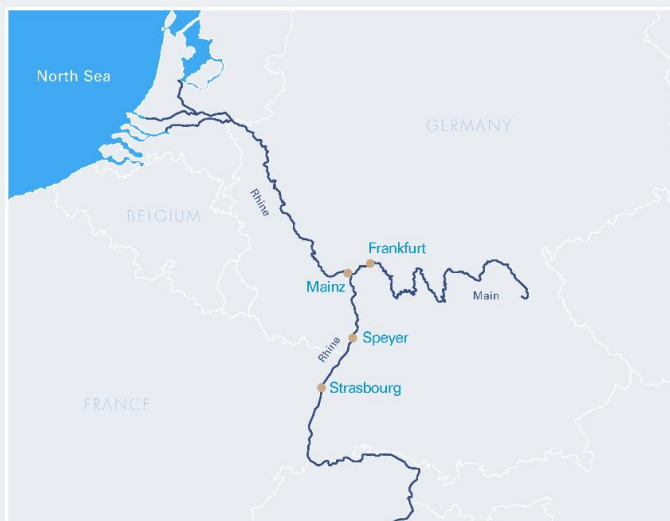 North Sea
GERMANY
Rhine
BELGIUM
Frankfurt
Mainz
Main
Rhine
Speyer
Strasbourg
FRANCE